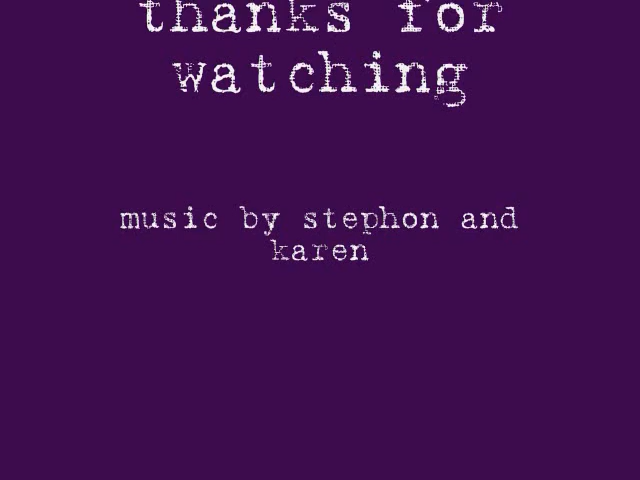 thanks for
watching
music by stephon and
karen